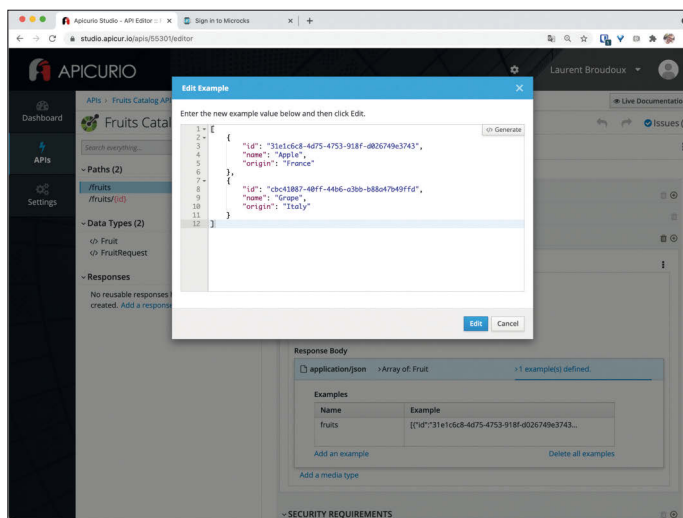 Apicurio Studio - API Editor ::
Sign in to Microcks
studio.apicur.io/apis/55301/editor
APICURIO
Laurent Broudoux
Dashboard
APIs
Settings
APIs > Fruits Catalog API
Live Documentatio
Fruits Catal
Issues (
Search everything...
Paths (2)
/fruits
/fruits/{id}
Data Types (2)
</> Fruit
</> FruitRequest
Responses
No reusable responses
created. Add a response
Edit Example
Enter the new example value below and then click Edit.
</> Generate
1 [
2 {
3 "id": "31e1c6c8-4d75-4753-918f-d026749e3743",
4 "name": "Apple",
5 "origin": "France"
6 },
7 {
8 "id": "cbc41087-40ff-44b6-a3bb-b88a47b49ffd",
9 "name": "Grape",
10 "origin": "Italy"
11 }
12 ]
Edit Cancel
Response Body
application/json >Array of: Fruit >1 example(s) defined.
Examples
Name Example
fruits [{"id":"31e1c6c8-4d75-4753-918f-d026749e3743...
Add an example Delete all examples
Add a media type
SECURITY REQUIREMENTS